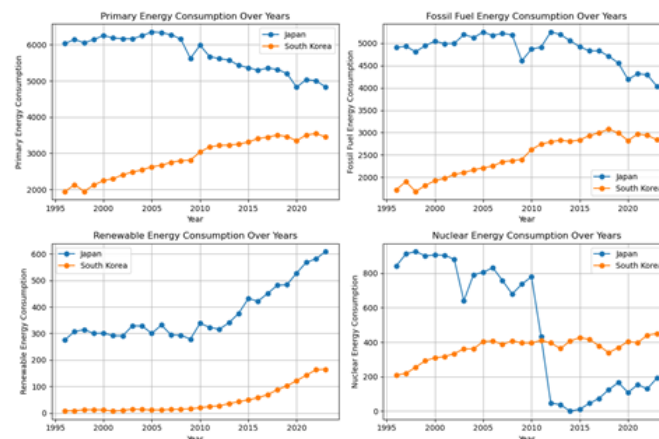 Primary Energy Consumption Over Years
Japan
South Korea
Primary Energy Consumption
6000
5000
4000
3000
2000
1995
2000
2005
2010
2015
2020
Year
Fossil Fuel Energy Consumption Over Years
Fossil Fuel Energy Consumption
5000
4000
3000
2000
Japan
South Korea
1995
2000
2005
2010
2015
2020
Year
Renewable Energy Consumption Over Years
Japan
South Korea
Renewable Energy Consumption
600
500
400
300
200
100
0
1995
2000
2005
2010
2015
2020
Year
Nuclear Energy Consumption Over Years
Japan
South Korea
Nuclear Energy Consumption
800
600
400
200
0
1995
2000
2005
2010
2015
2020
Year